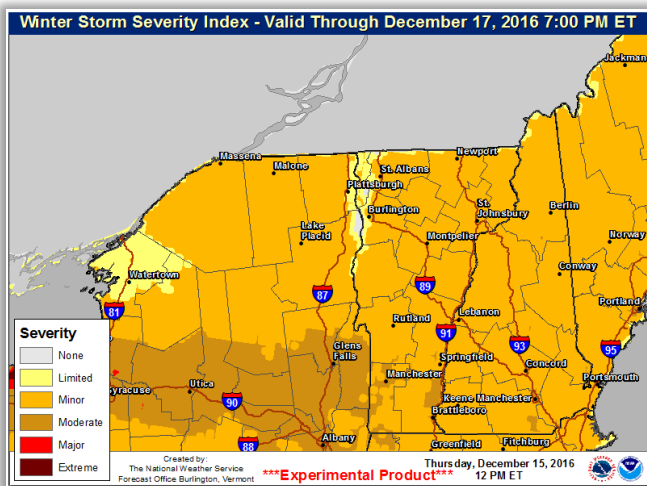 Winter Storm Severity Index - Valid Through December 17, 2016 7:00 PM ET
Jackman
Massena
Malone
Newport
St. Albans
Plattsburgh
Burlington
St.
Johnsbury
Berlin
Lake
Placid
Montpelier
Norway
Conway
Watertown
87
89
81
Portland
Rutland
Lebanon
91
93
95
Severity
None
Limited
Minor
Moderate
Major
Extreme
Glens
Falls
Springfield
Concord
Manchester
Portsmouth
Syracuse
Utica
90
Keene
Manchester
Brattleboro
88
Albany
Greenfield
Fitchburg
Created by:
The National Weather Service
Forecast Office Burlington, Vermont
***Experimental Product***
Thursday, December 15, 2016
12 PM ET